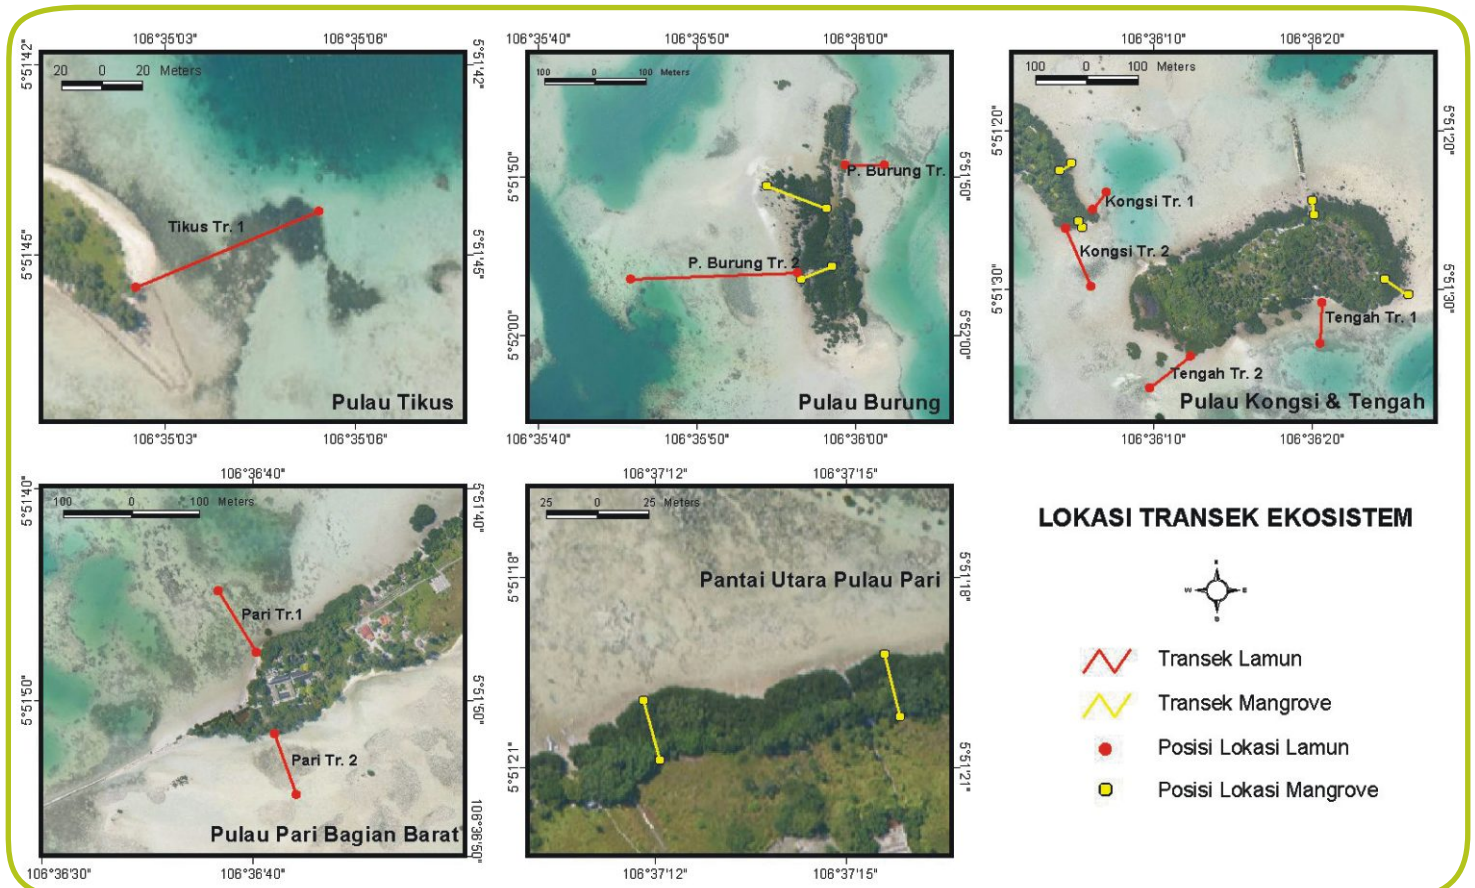 106°35'03" 106°35'06"
5°51'42" 5°51'42"
20 0 20 Meters
Tikus Tr. 1
5°51'45" 5°51'45"
Pulau Tikus
106°35'03" 106°35'06"
106°35'40" 106°35'50" 106°36'00"
100 0 100 Meters
5°51'50" 5°51'50"
P. Burung Tr.
P. Burung Tr. 2
5°52'00" 5°52'00"
Pulau Burung
106°35'40" 106°35'50" 106°36'00"
106°36'10" 106°36'20"
100 0 100 Meters
5°51'20" 5°51'20"
Kongsi Tr. 1
Kongsi Tr. 2
5°51'30" 5°51'30"
Tengah Tr. 1
Tengah Tr. 2
Pulau Kongsi & Tengah
106°36'10" 106°36'20"
106°36'40"
5°51'40" 5°51'40"
100 0 100 Meters
Pari Tr.1
5°51'50" 5°51'50"
Pari Tr. 2
Pulau Pari Bagian Barat
106°36'50"
106°36'30" 106°36'40"
106°37'12" 106°37'15"
25 0 25 Meters
5°51'18" 5°51'18"
Pantai Utara Pulau Pari
5°51'21" 5°51'21"
106°37'12" 106°37'15"
LOKASI TRANSEK EKOSISTEM
W E
S
Transek Lamun
Transek Mangrove
Posisi Lokasi Lamun
Posisi Lokasi Mangrove